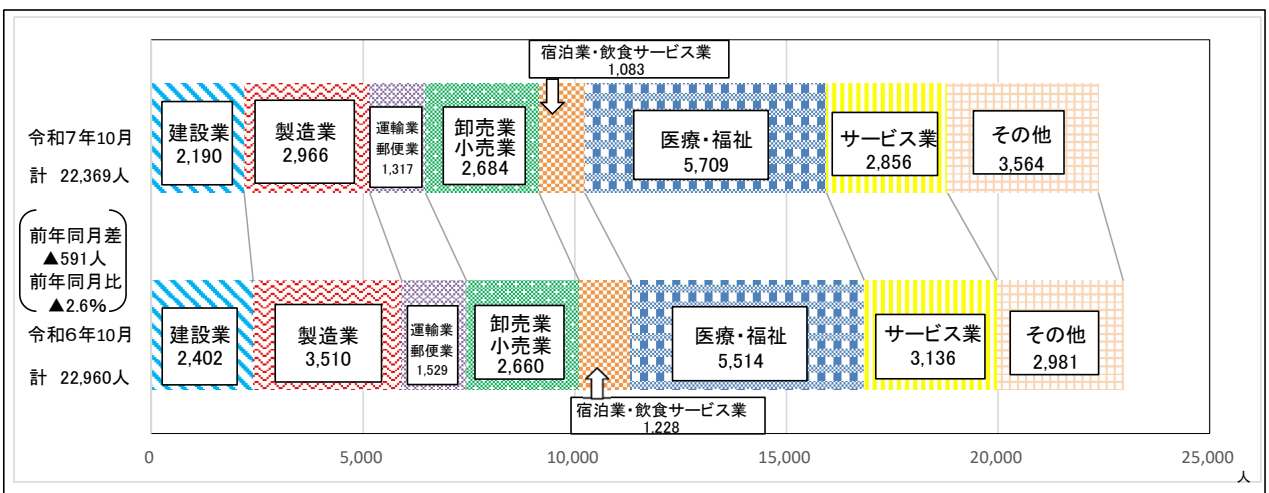 宿泊業・飲食サービス業
1,083
令和7年10月
計 22,369人
建設業
2,190
製造業
2,966
運輸業
郵便業
1,317
卸売業
小売業
2,684
医療・福祉
5,709
サービス業
2,856
その他
3,564
前年同月差
▲591人
前年同月比
▲2.6%
令和6年10月
計 22,960人
建設業
2,402
製造業
3,510
運輸業
郵便業
1,529
卸売業
小売業
2,660
医療・福祉
5,514
サービス業
3,136
その他
2,981
宿泊業・飲食サービス業
1,228
0 5,000 10,000 15,000 20,000 25,000
人